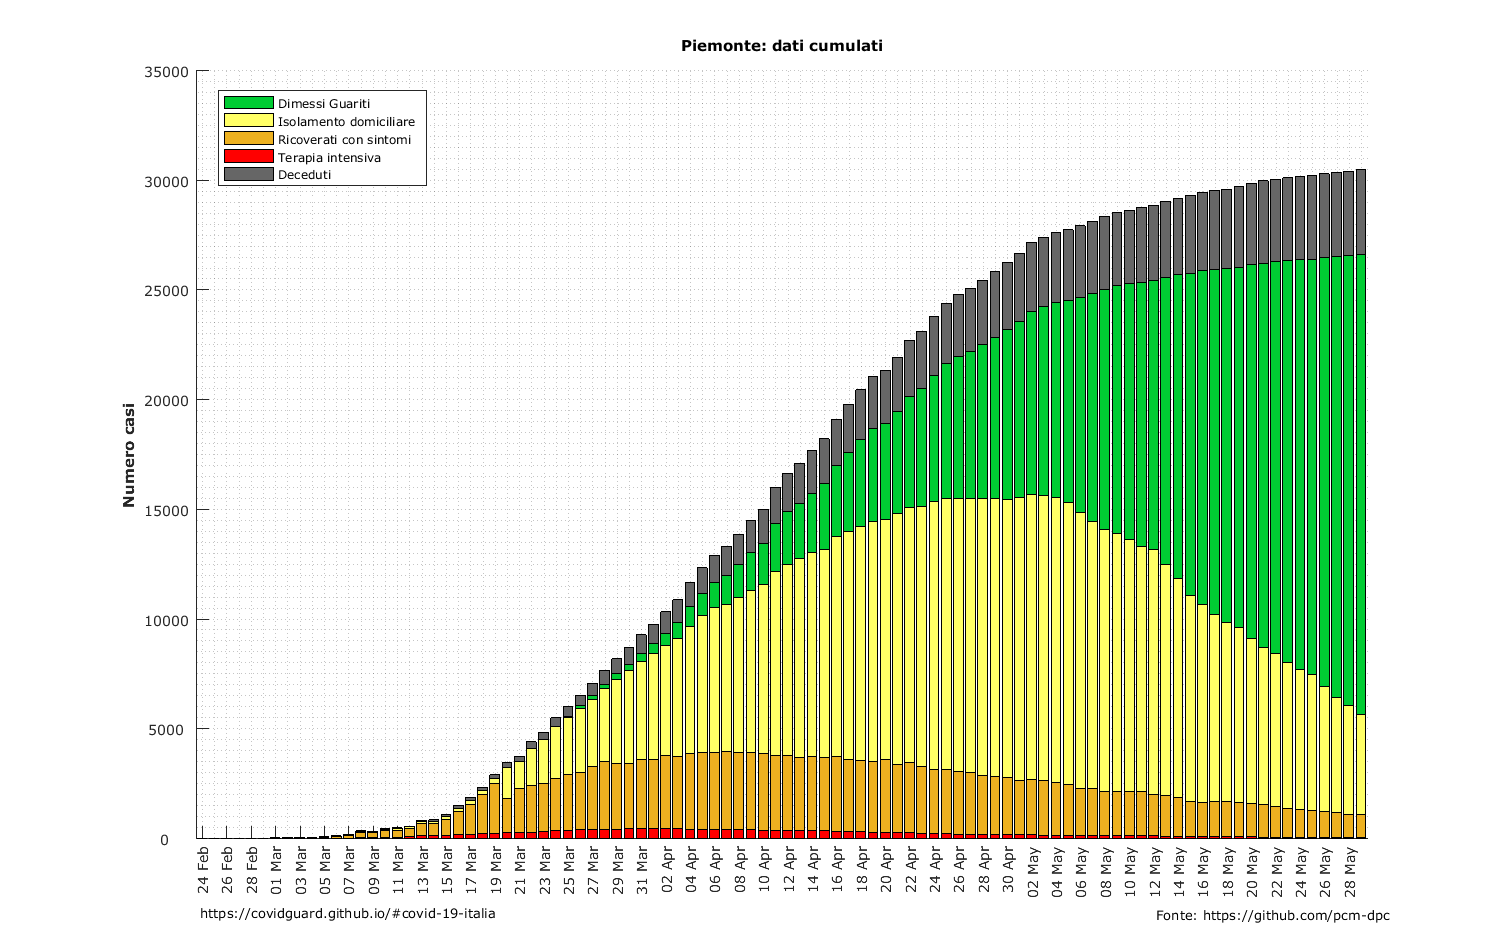 Piemonte: dati cumulati
35000
30000
25000
20000
15000
10000
5000
0
Numero casi
Dimessi Guariti
Isolamento domiciliare
Ricoverati con sintomi
Terapia intensiva
Deceduti
24 Feb
26 Feb
28 Feb
01 Mar
03 Mar
05 Mar
07 Mar
09 Mar
11 Mar
13 Mar
15 Mar
17 Mar
19 Mar
21 Mar
23 Mar
25 Mar
27 Mar
29 Mar
31 Mar
02 Apr
04 Apr
06 Apr
08 Apr
10 Apr
12 Apr
14 Apr
16 Apr
18 Apr
20 Apr
22 Apr
24 Apr
26 Apr
28 Apr
30 Apr
02 May
04 May
06 May
08 May
10 May
12 May
14 May
16 May
18 May
20 May
22 May
24 May
26 May
28 May
https://covidguard.github.io/#covid-19-italia
Fonte: https://github.com/pcm-dpc